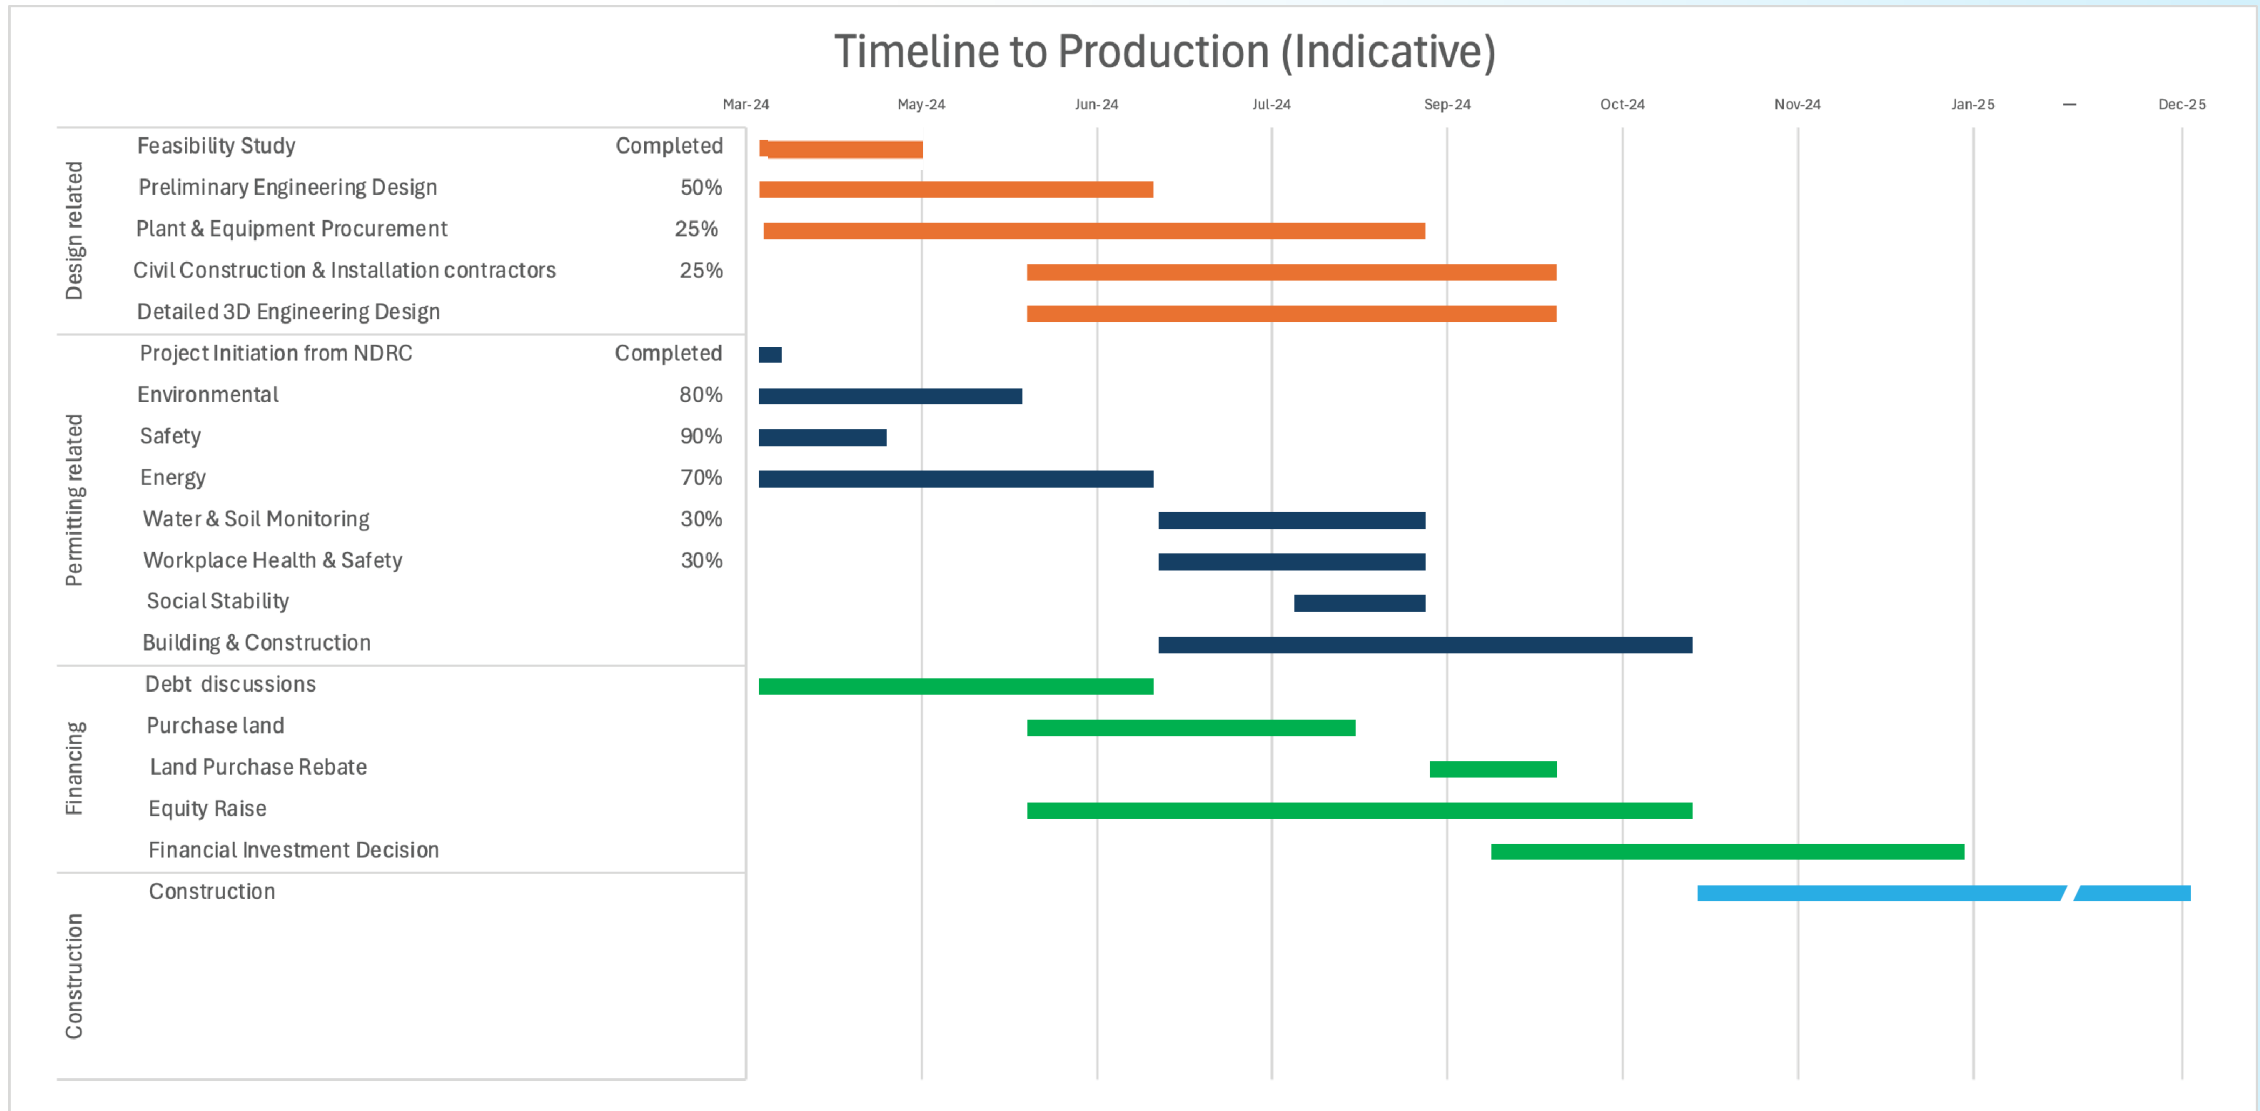 Timeline to Production (Indicative)
Mar-24 May-24 Jun-24 Jul-24 Sep-24 Oct-24 Nov-24 Jan-25 — Dec-25
Design related
Feasibility Study Completed
Preliminary Engineering Design 50%
Plant & Equipment Procurement 25%
Civil Construction & Installation contractors 25%
Detailed 3D Engineering Design
Permitting related
Project Initiation from NDRC Completed
Environmental 80%
Safety 90%
Energy 70%
Water & Soil Monitoring 30%
Workplace Health & Safety 30%
Social Stability
Building & Construction
Financing
Debt discussions
Purchase land
Land Purchase Rebate
Equity Raise
Financial Investment Decision
Construction
Construction